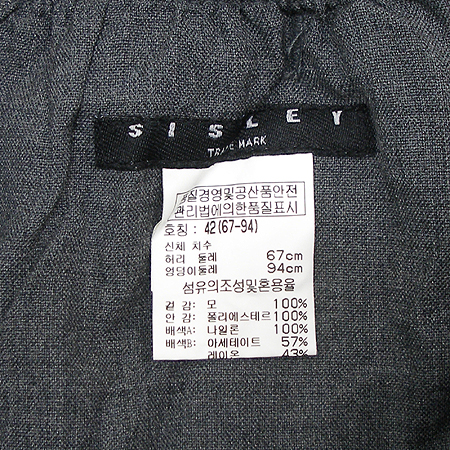 SISLEY
TRADE MARK
품질경영및공산품안전
관리법에의한품질표시
호칭 : 42(67-94)
신체 치수
허리 둘레 67cm
엉덩이둘레 94cm
섬유의조성및혼용율
겉 감: 모 100%
안 감: 폴리에스테르 100%
배색A: 나일론 100%
배색B: 아세테이트 57%
레이온 43%